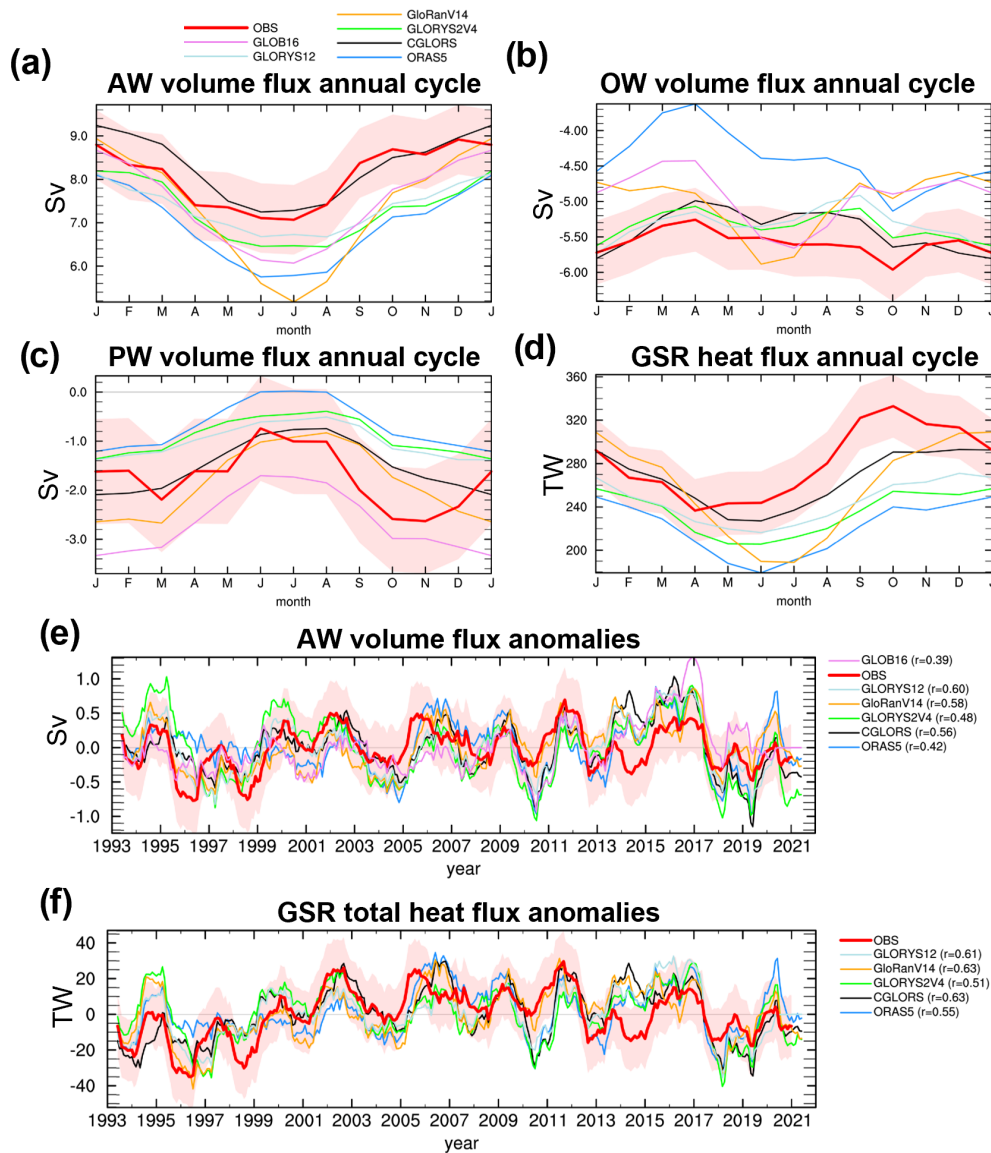 OBS
GLOB16
GLORYS12
GloRanV14
GLORYS2V4
CGLORS
ORAS5
(a)
AW volume flux annual cycle
Sv
9.0
8.0
7.0
6.0
J F M A M J J A S O N D J
month
(b)
OW volume flux annual cycle
Sv
-4.00
-4.50
-5.00
-5.50
-6.00
J F M A M J J A S O N D J
month
(c)
PW volume flux annual cycle
Sv
0.0
-1.0
-2.0
-3.0
J F M A M J J A S O N D J
month
(d)
GSR heat flux annual cycle
TW
360
320
280
240
200
J F M A M J J A S O N D J
month
(e)
AW volume flux anomalies
Sv
1.0
0.5
0.0
-0.5
-1.0
1993 1995 1997 1999 2001 2003 2005 2007 2009 2011 2013 2015 2017 2019 2021
year
GLOB16 (r=0.39)
OBS
GLORYS12 (r=0.60)
GloRanV14 (r=0.58)
GLORYS2V4 (r=0.48)
CGLORS (r=0.56)
ORAS5 (r=0.42)
(f)
GSR total heat flux anomalies
TW
40
20
0
-20
-40
1993 1995 1997 1999 2001 2003 2005 2007 2009 2011 2013 2015 2017 2019 2021
year
OBS
GLORYS12 (r=0.61)
GloRanV14 (r=0.63)
GLORYS2V4 (r=0.51)
CGLORS (r=0.63)
ORAS5 (r=0.55)